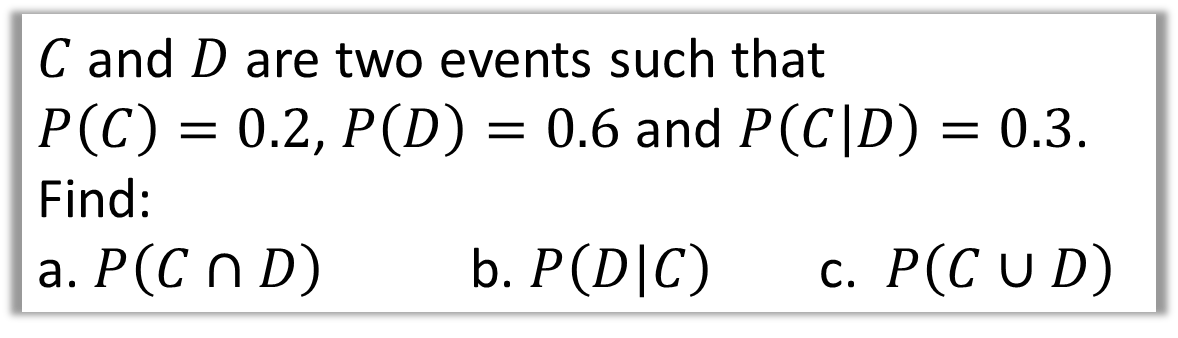 C and D are two events such that
P(C) = 0.2, P(D) = 0.6 and P(C|D) = 0.3.
Find:
a. P(C ∩ D) b. P(D|C) c. P(C ∪ D)